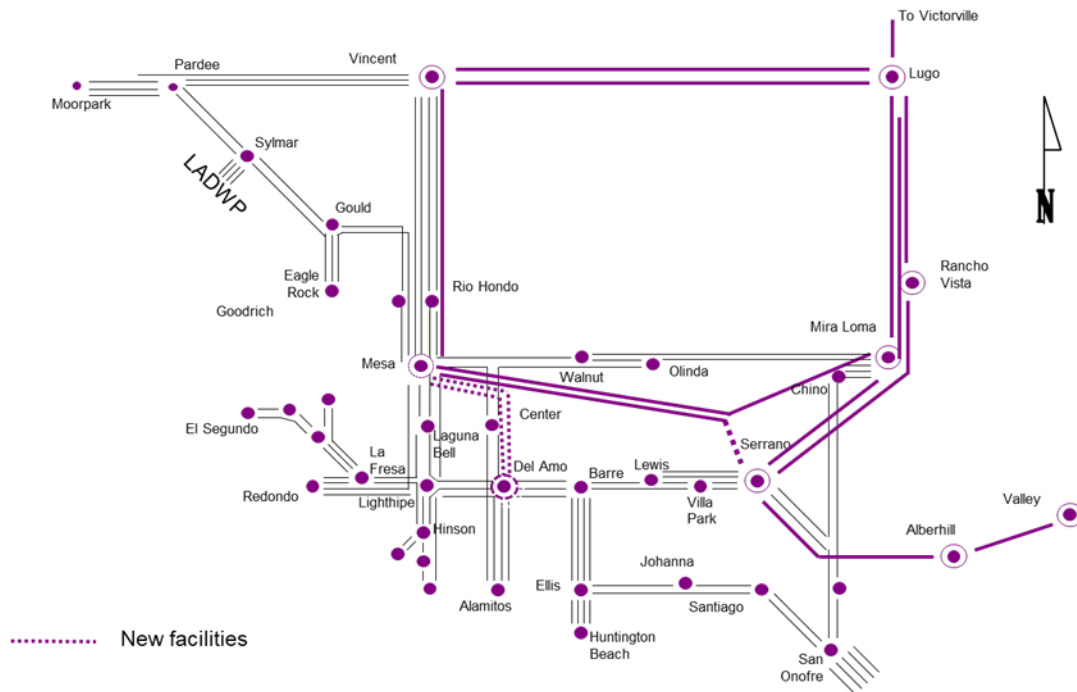 To Victorville
Vincent
Lugo
Pardee
Moorpark
Sylmar
LADWP
N
Gould
Eagle
Rock
Goodrich
Rio Hondo
Rancho
Vista
Mira Loma
Mesa
Walnut
Olinda
Chino
El Segundo
Center
Laguna
Bell
Serrano
La
Fresa
Del Amo
Barre
Lewis
Redondo
Lighthipe
Villa
Park
Valley
Hinson
Alberhill
Johanna
Alamitos
Ellis
Santiago
New facilities
Huntington
Beach
San
Onofre